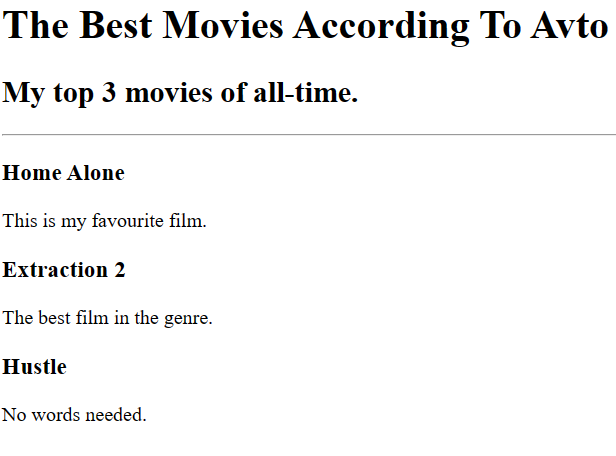 The Best Movies According To Avto
My top 3 movies of all-time.
Home Alone
This is my favourite film.
Extraction 2
The best film in the genre.
Hustle
No words needed.